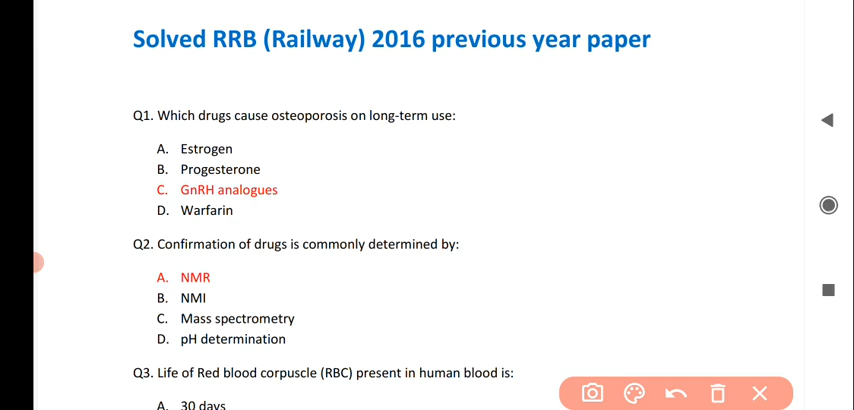 Solved RRB (Railway) 2016 previous year paper
Q1. Which drugs cause osteoporosis on long-term use:
A. Estrogen
B. Progesterone
C. GnRH analogues
D. Warfarin
Q2. Confirmation of drugs is commonly determined by:
A. NMR
B. NMI
C. Mass spectrometry
D. pH determination
Q3. Life of Red blood corpuscle (RBC) present in human blood is:
A. 30 days